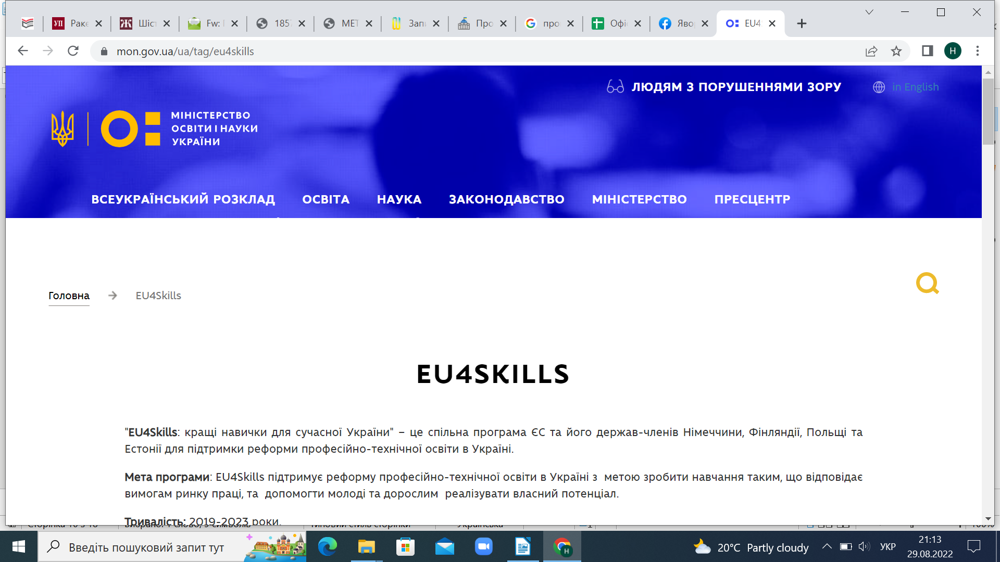 Раке
Шіст
Fw:
185
МЕТ
Запи
Про
про
Офі
Яво
EU4
mon.gov.ua/ua/tag/eu4skills
Н
ЛЮДЯМ З ПОРУШЕННЯМИ ЗОРУ
in English
МІНІСТЕРСТВО
ОСВІТИ І НАУКИ
УКРАЇНИ
ВСЕУКРАЇНСЬКИЙ РОЗКЛАД ОСВІТА НАУКА ЗАКОНОДАВСТВО МІНІСТЕРСТВО ПРЕСЦЕНТР
Головна → EU4Skills
EU4SKILLS
"EU4Skills: кращі навички для сучасної України" – це спільна програма ЄС та його держав-членів Німеччини, Фінляндії, Польщі та
Естонії для підтримки реформи професійно-технічної освіти в Україні.
Мета програми: EU4Skills підтримує реформу професійно-технічної освіти в Україні з метою зробити навчання таким, що відповідає
вимогам ринку праці, та допомогти молоді та дорослим реалізувати власний потенціал.
Тривалість: 2019-2023 роки.
Введіть пошуковий запит тут
20°C Partly cloudy
УКР
21:13
29.08.2022